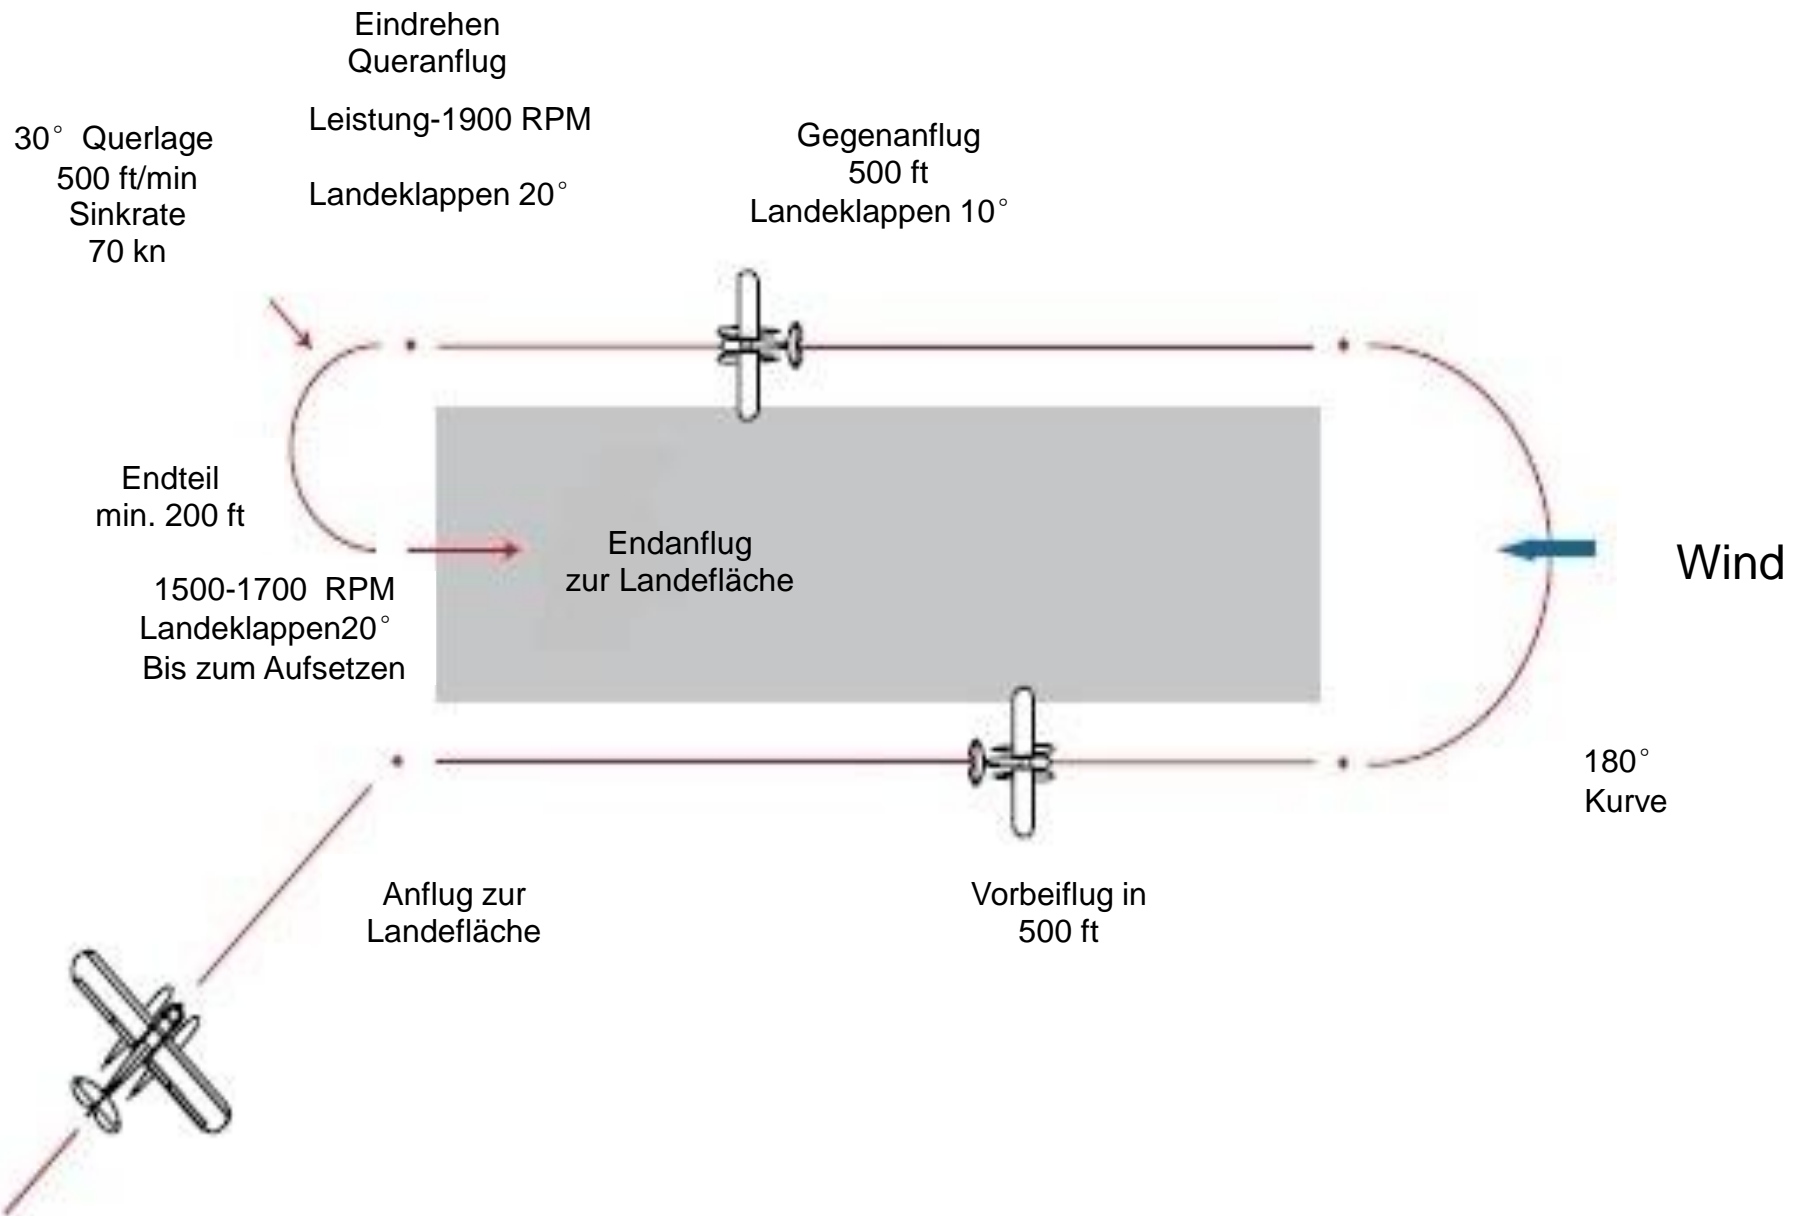 Eindrehen
Queranflug
Leistung-1900 RPM
Landeklappen 20°
30° Querlage
500 ft/min
Sinkrate
70 kn
Gegenanflug
500 ft
Landeklappen 10°
Endteil
min. 200 ft
1500-1700 RPM
Landeklappen20°
Bis zum Aufsetzen
Endanflug
zur Landefläche
Wind
180°
Kurve
Anflug zur
Landefläche
Vorbeiflug in
500 ft